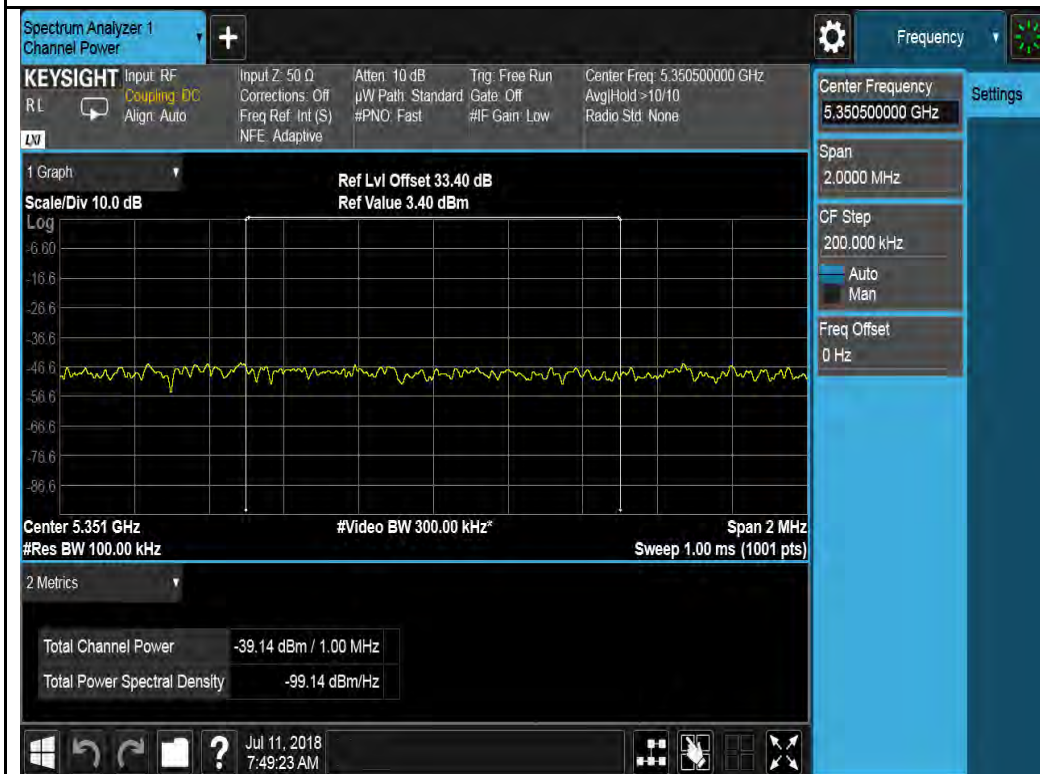 Spectrum Analyzer 1
Channel Power
+
Frequency
KEYSIGHT
R L
LXI
Input: RF
Coupling: DC
Align: Auto
Input Z: 50 Ω
Corrections: Off
Freq Ref: Int (S)
NFE: Adaptive
Atten: 10 dB
µW Path: Standard
#PNO: Fast
Trig: Free Run
Gate: Off
#IF Gain: Low
Center Freq: 5.350500000 GHz
Avg|Hold >10/10
Radio Std: None
Center Frequency
5.350500000 GHz
Settings
Span
2.0000 MHz
CF Step
200.000 kHz
Auto
Man
Freq Offset
0 Hz
1 Graph
Scale/Div 10.0 dB
Ref Lvl Offset 33.40 dB
Ref Value 3.40 dBm
Log
-6.60
-16.6
-26.6
-36.6
-46.6
-56.6
-66.6
-76.6
-86.6
Center 5.351 GHz
#Res BW 100.00 kHz
#Video BW 300.00 kHz*
Span 2 MHz
Sweep 1.00 ms (1001 pts)
2 Metrics
Total Channel Power -39.14 dBm / 1.00 MHz
Total Power Spectral Density -99.14 dBm/Hz
?
Jul 11, 2018
7:49:23 AM